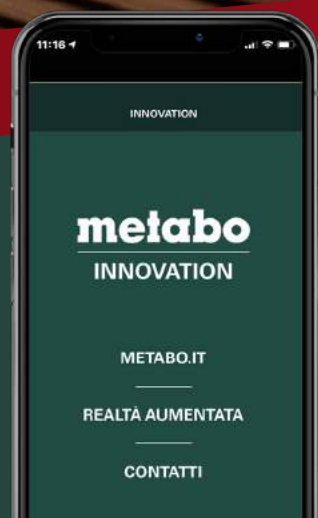 11:16
INNOVATION
metabo
INNOVATION
METABO.IT
REALTÀ AUMENTATA
CONTATTI